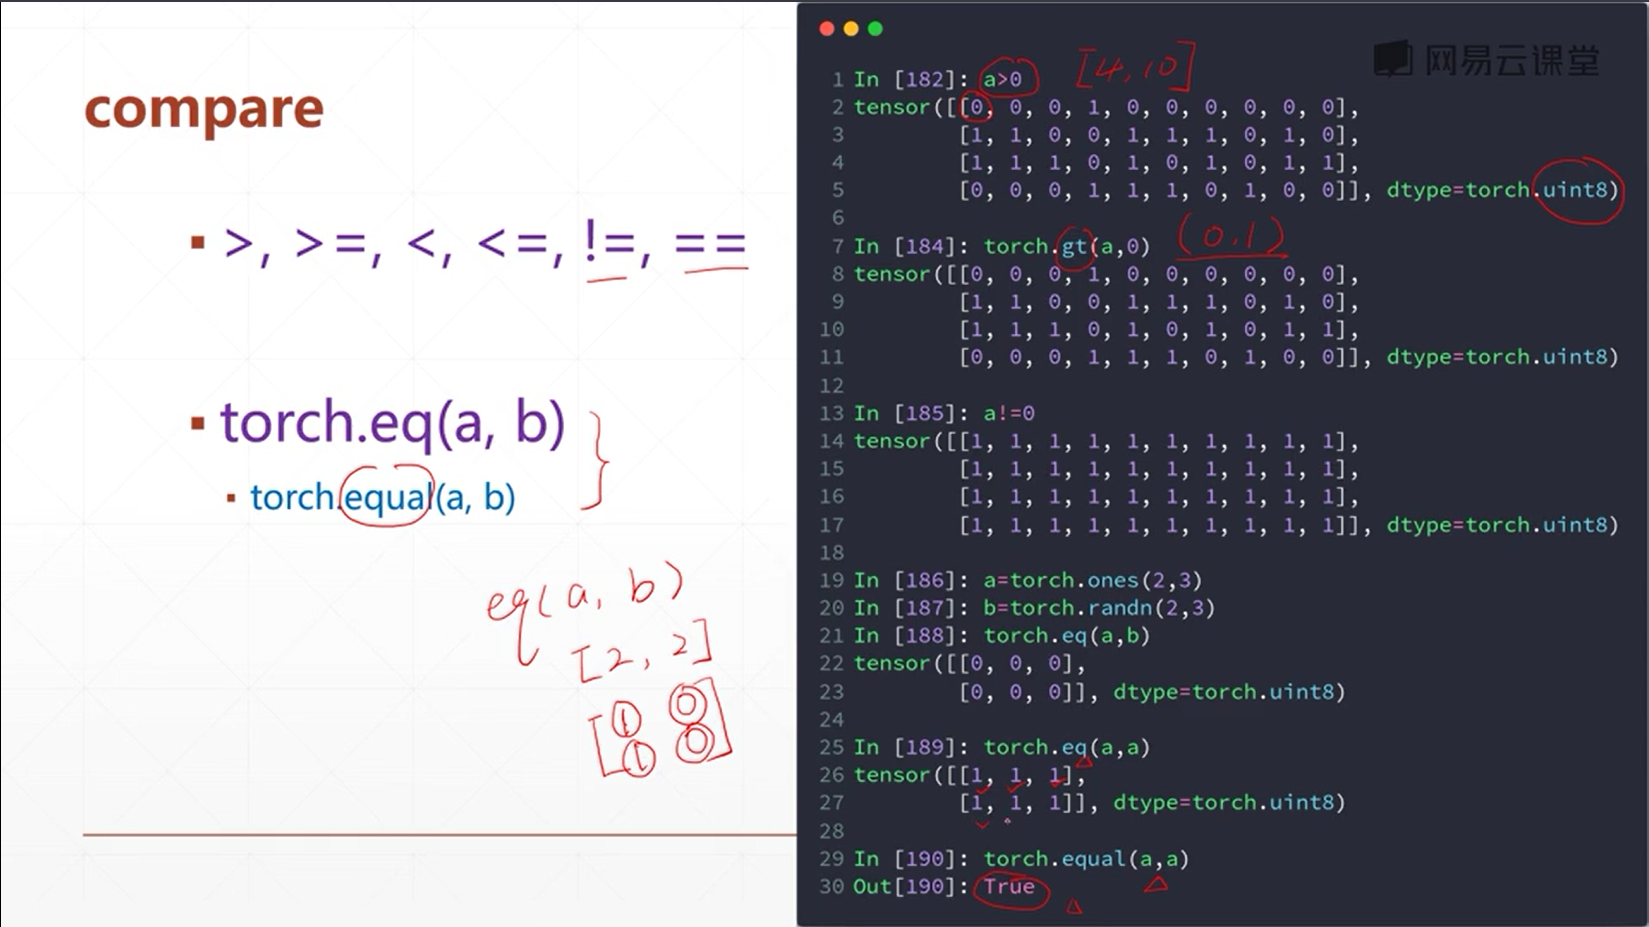 compare
▪ >, >=, <, <=, !=, ==
▪ torch.eq(a, b)
▪ torch.equal(a, b)
eq(a, b)
[2, 2]
[1 0
1 0]
网易云课堂
[4,10]
1 In [182]: a>0
2 tensor([[0, 0, 0, 1, 0, 0, 0, 0, 0, 0],
3 [1, 1, 0, 0, 1, 1, 1, 0, 1, 0],
4 [1, 1, 1, 0, 1, 0, 1, 0, 1, 1],
5 [0, 0, 0, 1, 1, 1, 0, 1, 0, 0]], dtype=torch.uint8)
6
7 In [184]: torch.gt(a,0) (0,1)
8 tensor([[0, 0, 0, 1, 0, 0, 0, 0, 0, 0],
9 [1, 1, 0, 0, 1, 1, 1, 0, 1, 0],
10 [1, 1, 1, 0, 1, 0, 1, 0, 1, 1],
11 [0, 0, 0, 1, 1, 1, 0, 1, 0, 0]], dtype=torch.uint8)
12
13 In [185]: a!=0
14 tensor([[1, 1, 1, 1, 1, 1, 1, 1, 1, 1],
15 [1, 1, 1, 1, 1, 1, 1, 1, 1, 1],
16 [1, 1, 1, 1, 1, 1, 1, 1, 1, 1],
17 [1, 1, 1, 1, 1, 1, 1, 1, 1, 1]], dtype=torch.uint8)
18
19 In [186]: a=torch.ones(2,3)
20 In [187]: b=torch.randn(2,3)
21 In [188]: torch.eq(a,b)
22 tensor([[0, 0, 0],
23 [0, 0, 0]], dtype=torch.uint8)
24
25 In [189]: torch.eq(a,a)
26 tensor([[1, 1, 1],
27 [1, 1, 1]], dtype=torch.uint8)
28
29 In [190]: torch.equal(a,a)
30 Out[190]: True